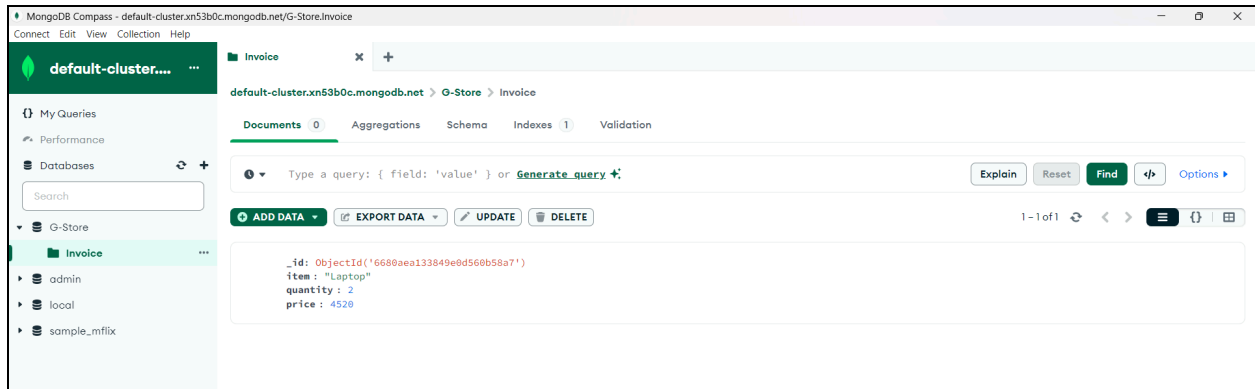 MongoDB Compass - default-cluster.xn53b0c.mongodb.net/G-Store.Invoice
Connect Edit View Collection Help
default-cluster.... ...
Invoice
default-cluster.xn53b0c.mongodb.net > G-Store > Invoice
{} My Queries
Documents 0 Aggregations Schema Indexes 1 Validation
Performance
Databases
Type a query: { field: 'value' } or Generate query
Explain Reset Find </> Options
Search
ADD DATA EXPORT DATA UPDATE DELETE
1 – 1 of 1 {}
G-Store
Invoice ...
_id: ObjectId('6680aea133849e0d560b58a7')
item : "Laptop"
quantity : 2
price : 4520
admin
local
sample_mflix